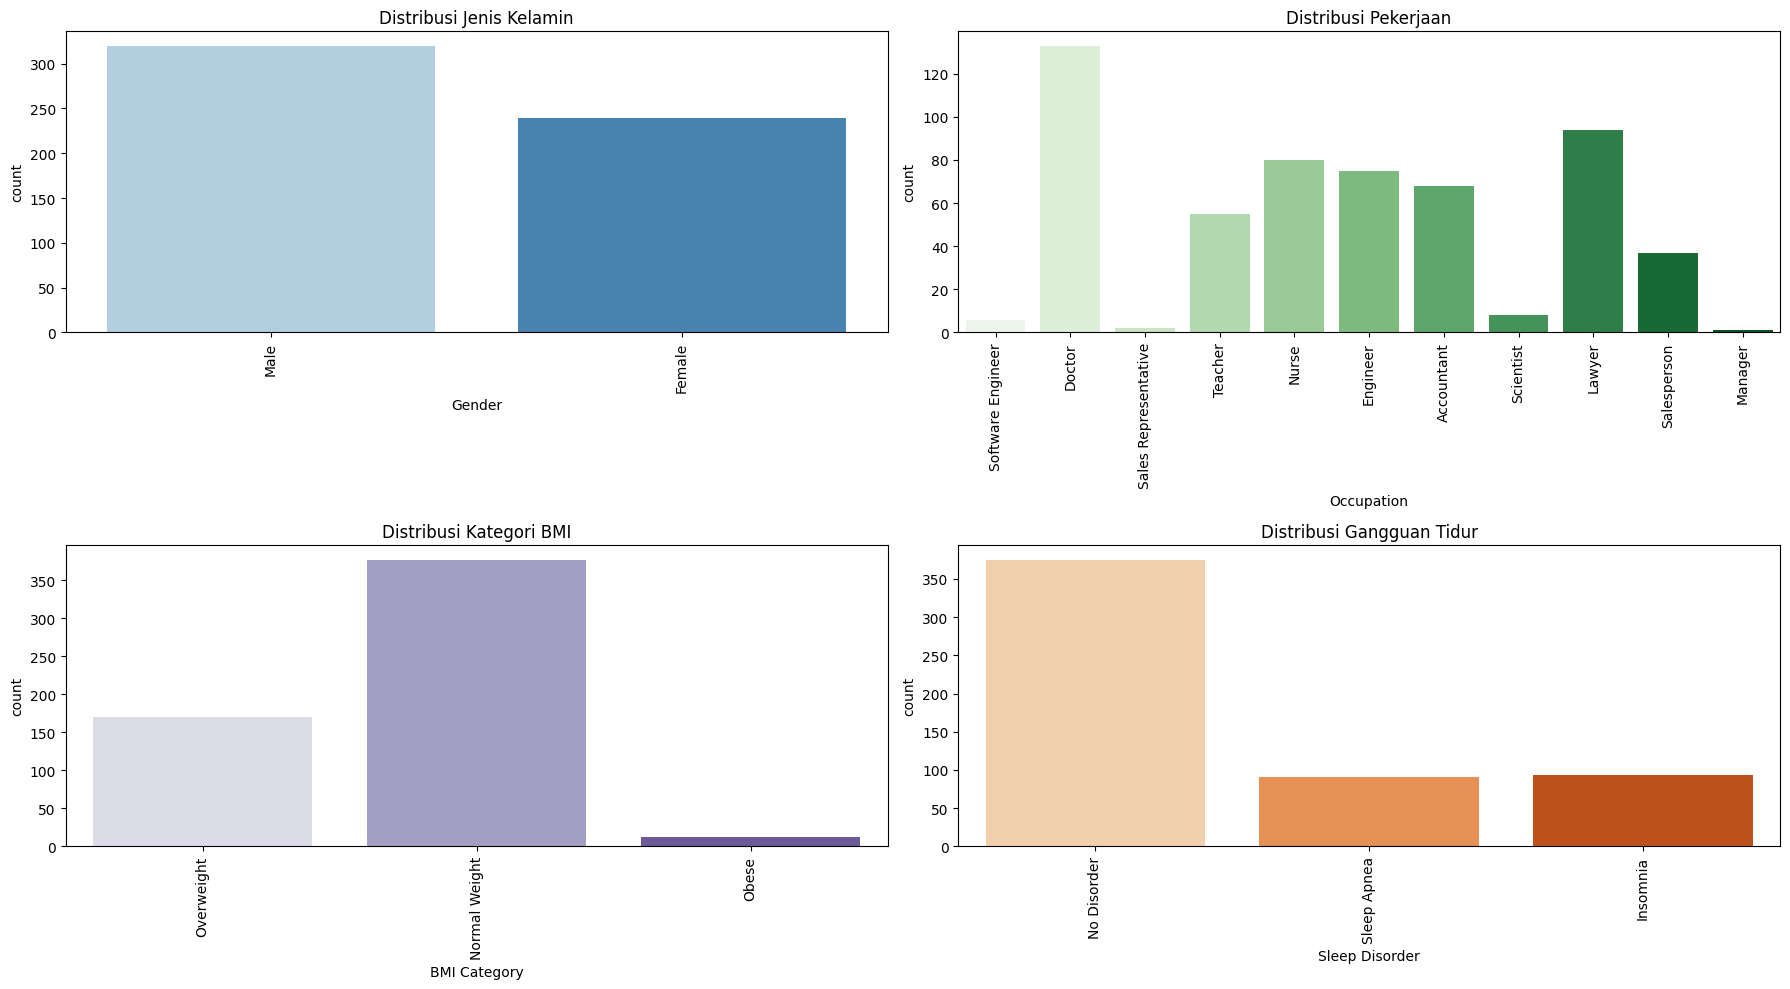 Distribusi Jenis Kelamin
300
250
200
150
100
50
0
count
Male
Female
Gender
Distribusi Pekerjaan
120
100
80
60
40
20
0
count
Software Engineer
Doctor
Sales Representative
Teacher
Nurse
Engineer
Accountant
Scientist
Lawyer
Salesperson
Manager
Occupation
Distribusi Kategori BMI
350
300
250
200
150
100
50
0
count
Overweight
Normal Weight
Obese
BMI Category
Distribusi Gangguan Tidur
350
300
250
200
150
100
50
0
count
No Disorder
Sleep Apnea
Insomnia
Sleep Disorder